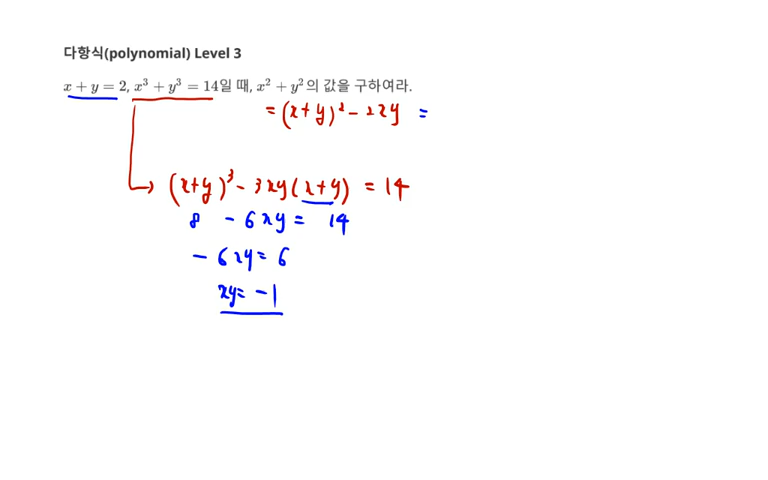 다항식(polynomial) Level 3
x + y = 2, x³ + y³ = 14일 때, x² + y²의 값을 구하여라.
= (x+y)² - 2xy =
(x+y)³ - 3xy(x+y) = 14
8 - 6xy = 14
- 6xy = 6
xy = -1